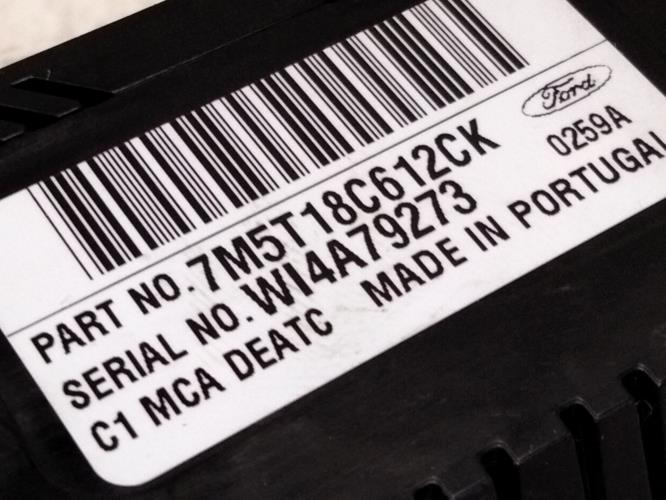 Ford
0259A
PART NO. 7M5T18C612CK
SERIAL NO. WI4A79273
C1 MCA DEATC MADE IN PORTUGAL